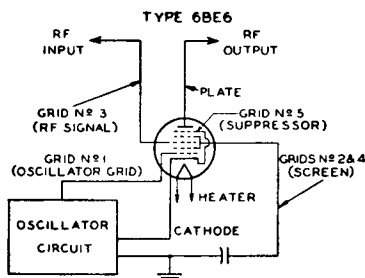 TYPE 6BE6
RF
INPUT
RF
OUTPUT
PLATE
GRID Nº 3
(RF SIGNAL)
GRID Nº 5
(SUPPRESSOR)
GRID Nº 1
(OSCILLATOR GRID)
GRIDS Nº 2 & 4
(SCREEN)
HEATER
CATHODE
OSCILLATOR
CIRCUIT